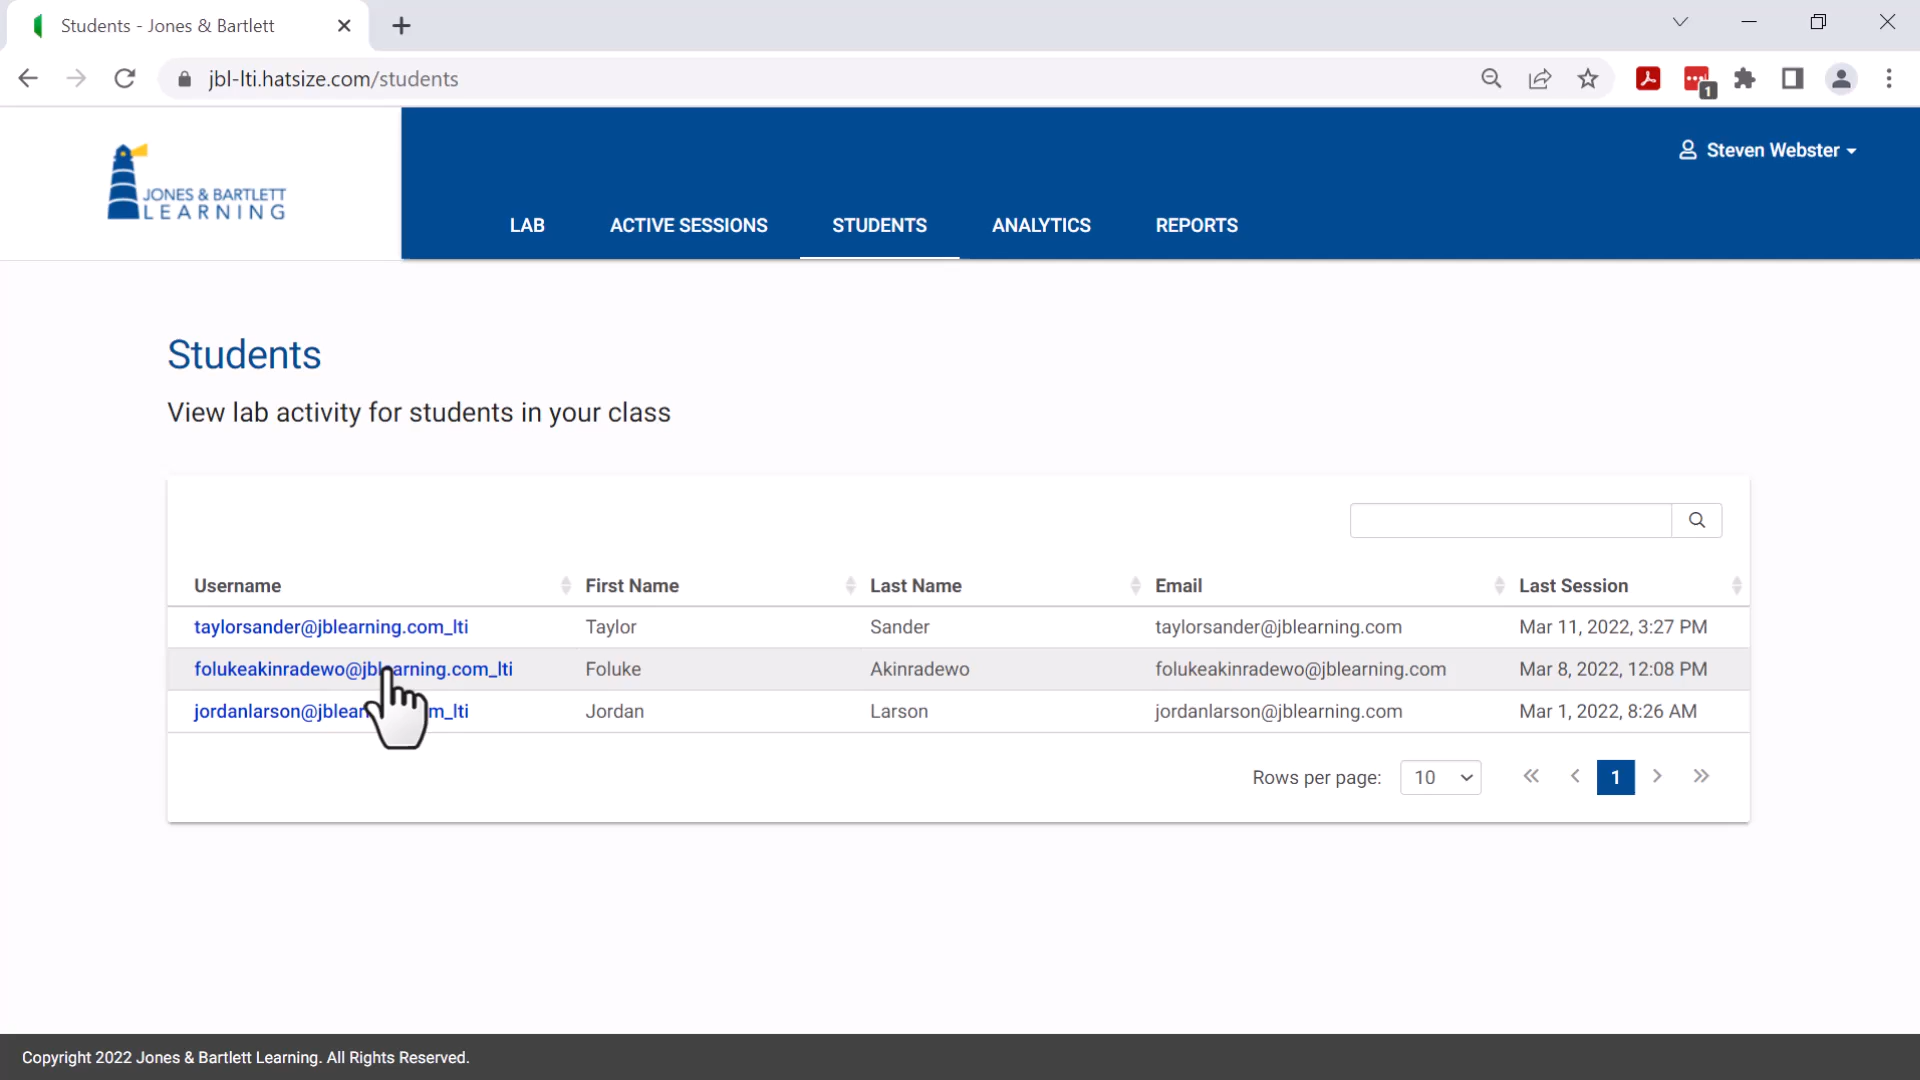 Students - Jones & Bartlett
jbl-lti.hatsize.com/students
1
JONES & BARTLETT
LEARNING
Steven Webster
LAB ACTIVE SESSIONS STUDENTS ANALYTICS REPORTS
Students
View lab activity for students in your class
Username First Name Last Name Email Last Session
taylorsander@jblearning.com_lti Taylor Sander taylorsander@jblearning.com Mar 11, 2022, 3:27 PM
Foluke Akinradewo folukeakinradewo@jblearning.com Mar 8, 2022, 12:08 PM
Jordan Larson jordanlarson@jblearning.com Mar 1, 2022, 8:26 AM
Rows per page: 10 « ‹ 1 › »
Copyright 2022 Jones & Bartlett Learning. All Rights Reserved.